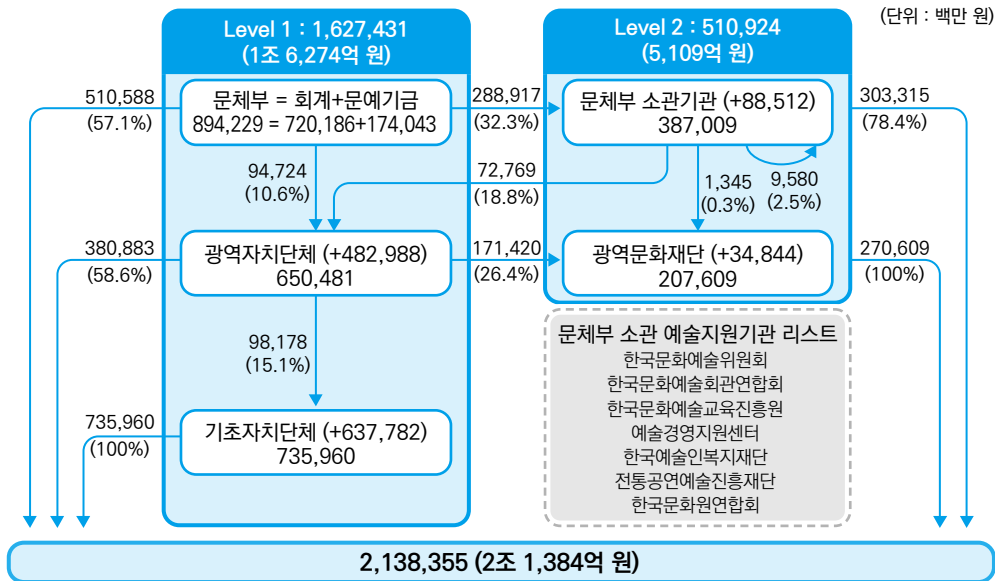 (단위 : 백만 원)
Level 1 : 1,627,431
(1조 6,274억 원)
Level 2 : 510,924
(5,109억 원)
510,588
(57.1%)
문체부 = 회계+문예기금
894,229 = 720,186+174,043
288,917
(32.3%)
문체부 소관기관 (+88,512)
387,009
303,315
(78.4%)
94,724
(10.6%)
72,769
(18.8%)
1,345
(0.3%)
9,580
(2.5%)
380,883
(58.6%)
광역자치단체 (+482,988)
650,481
171,420
(26.4%)
광역문화재단 (+34,844)
207,609
270,609
(100%)
98,178
(15.1%)
735,960
(100%)
기초자치단체 (+637,782)
735,960
문체부 소관 예술지원기관 리스트
한국문화예술위원회
한국문화예술회관연합회
한국문화예술교육진흥원
예술경영지원센터
한국예술인복지재단
전통공연예술진흥재단
한국문화원연합회
2,138,355 (2조 1,384억 원)